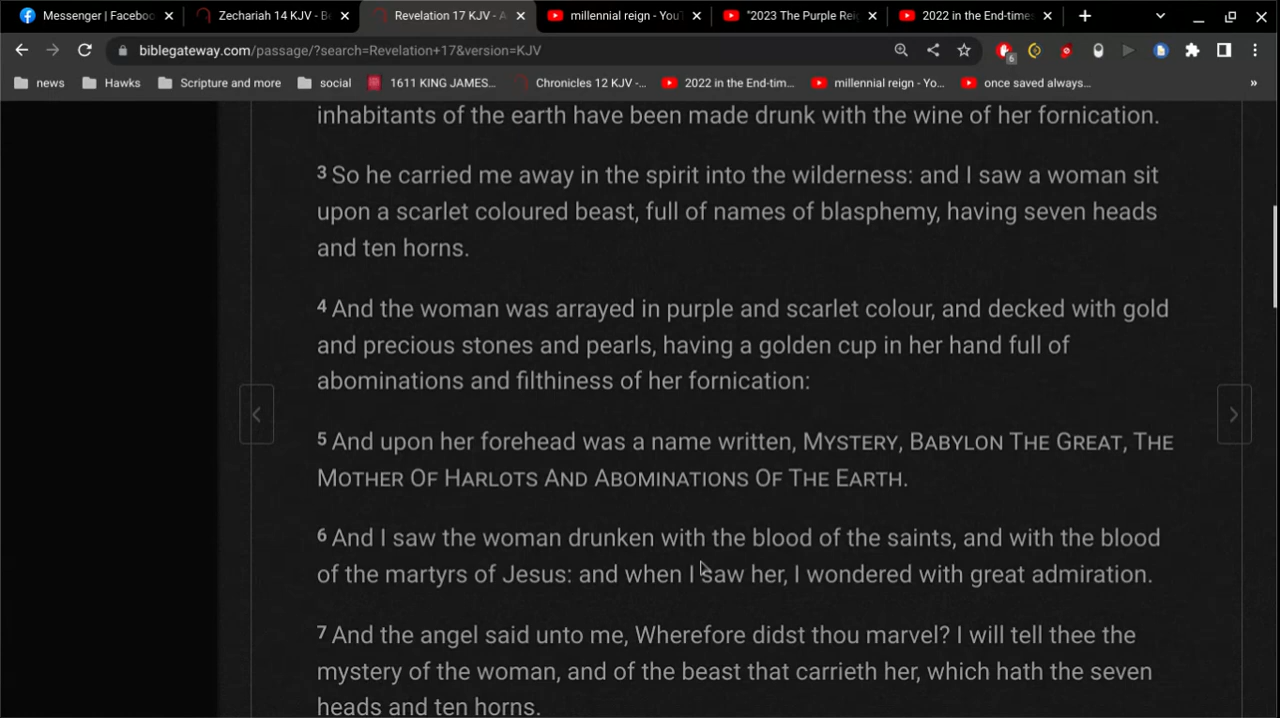 Messenger | Faceboo
Zechariah 14 KJV - B
Revelation 17 KJV - A
millennial reign - YouT
"2023 The Purple Rei
2022 in the End-times
biblegateway.com/passage/?search=Revelation+17&version=KJV
6
news
Hawks
Scripture and more
social
1611 KING JAMES...
Chronicles 12 KJV -...
2022 in the End-tim...
millennial reign - Yo...
once saved always...
»
inhabitants of the earth have been made drunk with the wine of her fornication.
3 So he carried me away in the spirit into the wilderness: and I saw a woman sit
upon a scarlet coloured beast, full of names of blasphemy, having seven heads
and ten horns.
4 And the woman was arrayed in purple and scarlet colour, and decked with gold
and precious stones and pearls, having a golden cup in her hand full of
abominations and filthiness of her fornication:
5 And upon her forehead was a name written, Mystery, Babylon The Great, The
Mother Of Harlots And Abominations Of The Earth.
6 And I saw the woman drunken with the blood of the saints, and with the blood
of the martyrs of Jesus: and when I saw her, I wondered with great admiration.
7 And the angel said unto me, Wherefore didst thou marvel? I will tell thee the
mystery of the woman, and of the beast that carrieth her, which hath the seven
heads and ten horns.